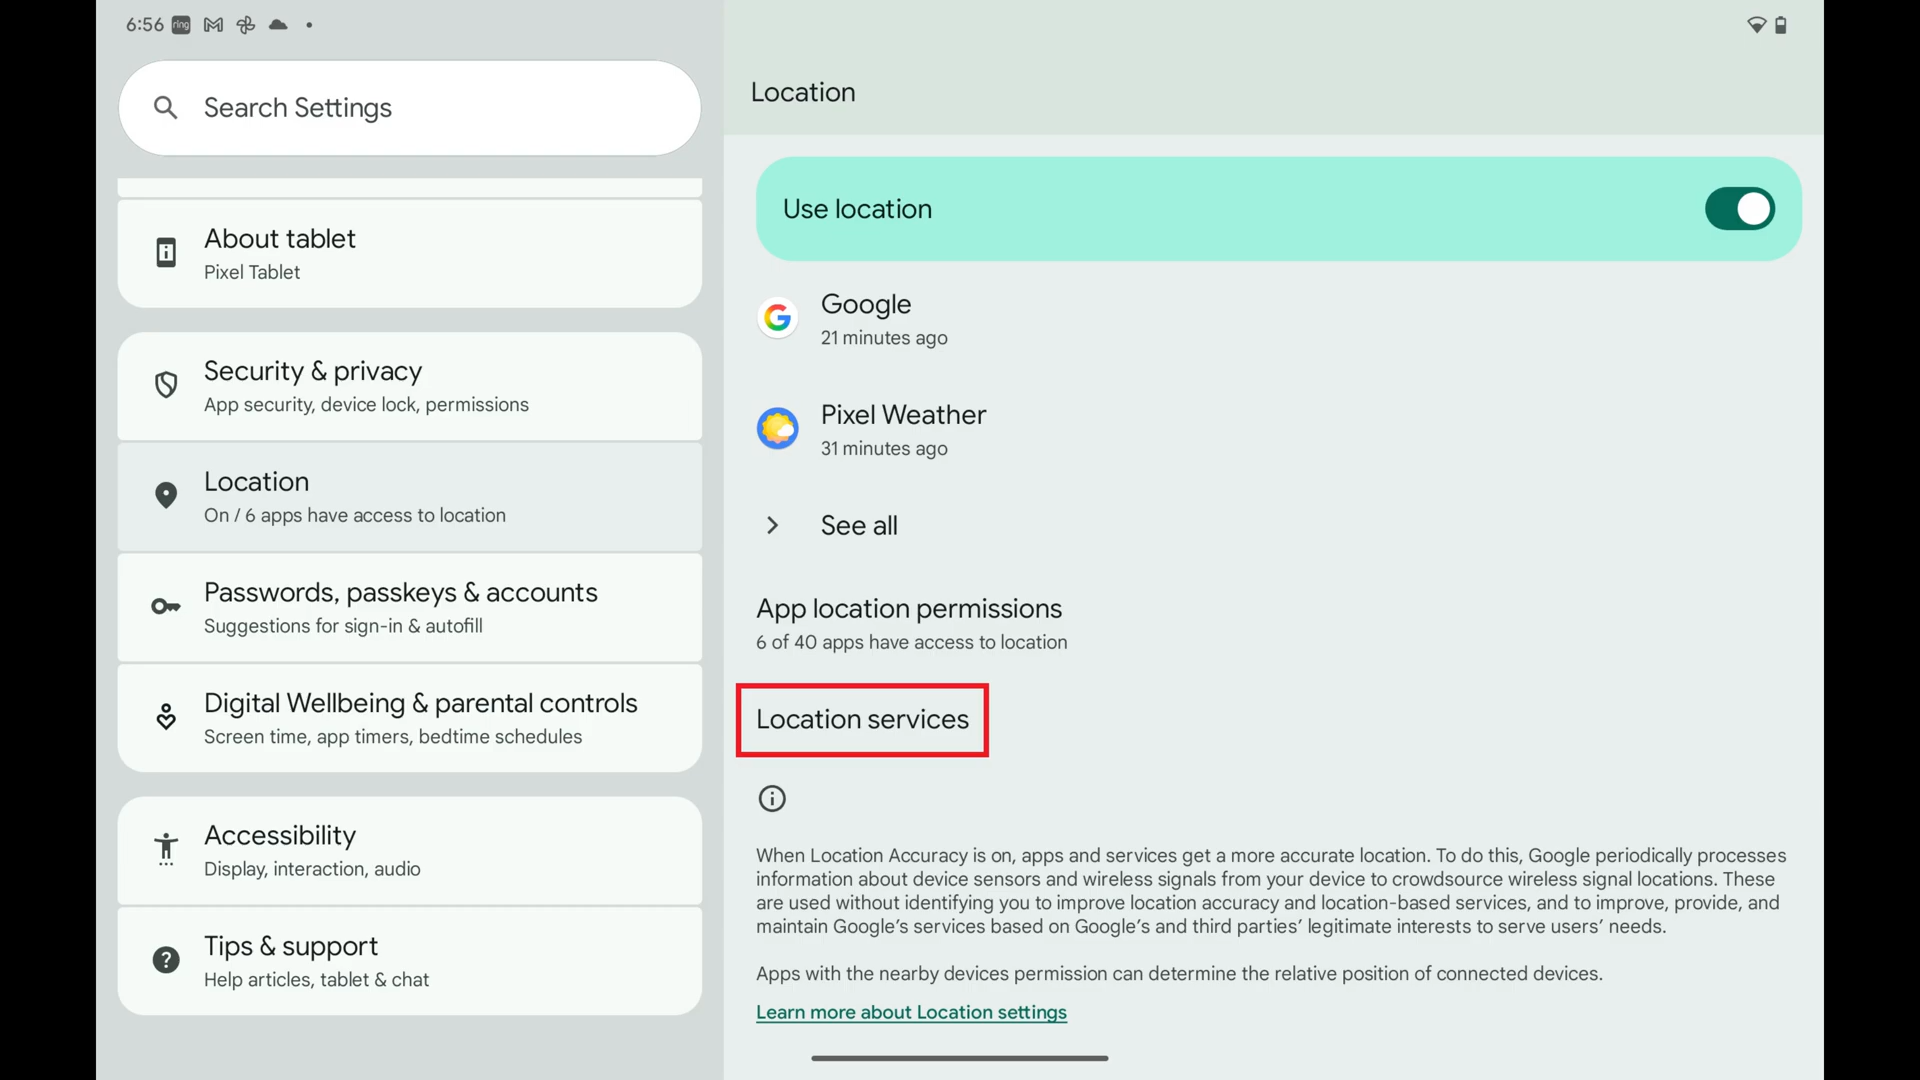 6:56
ring
Search Settings
About tablet
Pixel Tablet
Security & privacy
App security, device lock, permissions
Location
On / 6 apps have access to location
Passwords, passkeys & accounts
Suggestions for sign-in & autofill
Digital Wellbeing & parental controls
Screen time, app timers, bedtime schedules
Accessibility
Display, interaction, audio
Tips & support
Help articles, tablet & chat
Location
Use location
Google
21 minutes ago
Pixel Weather
31 minutes ago
See all
App location permissions
6 of 40 apps have access to location
Location services
When Location Accuracy is on, apps and services get a more accurate location. To do this, Google periodically processes
information about device sensors and wireless signals from your device to crowdsource wireless signal locations. These
are used without identifying you to improve location accuracy and location-based services, and to improve, provide, and
maintain Google’s services based on Google’s and third parties’ legitimate interests to serve users’ needs.
Apps with the nearby devices permission can determine the relative position of connected devices.
Learn more about Location settings